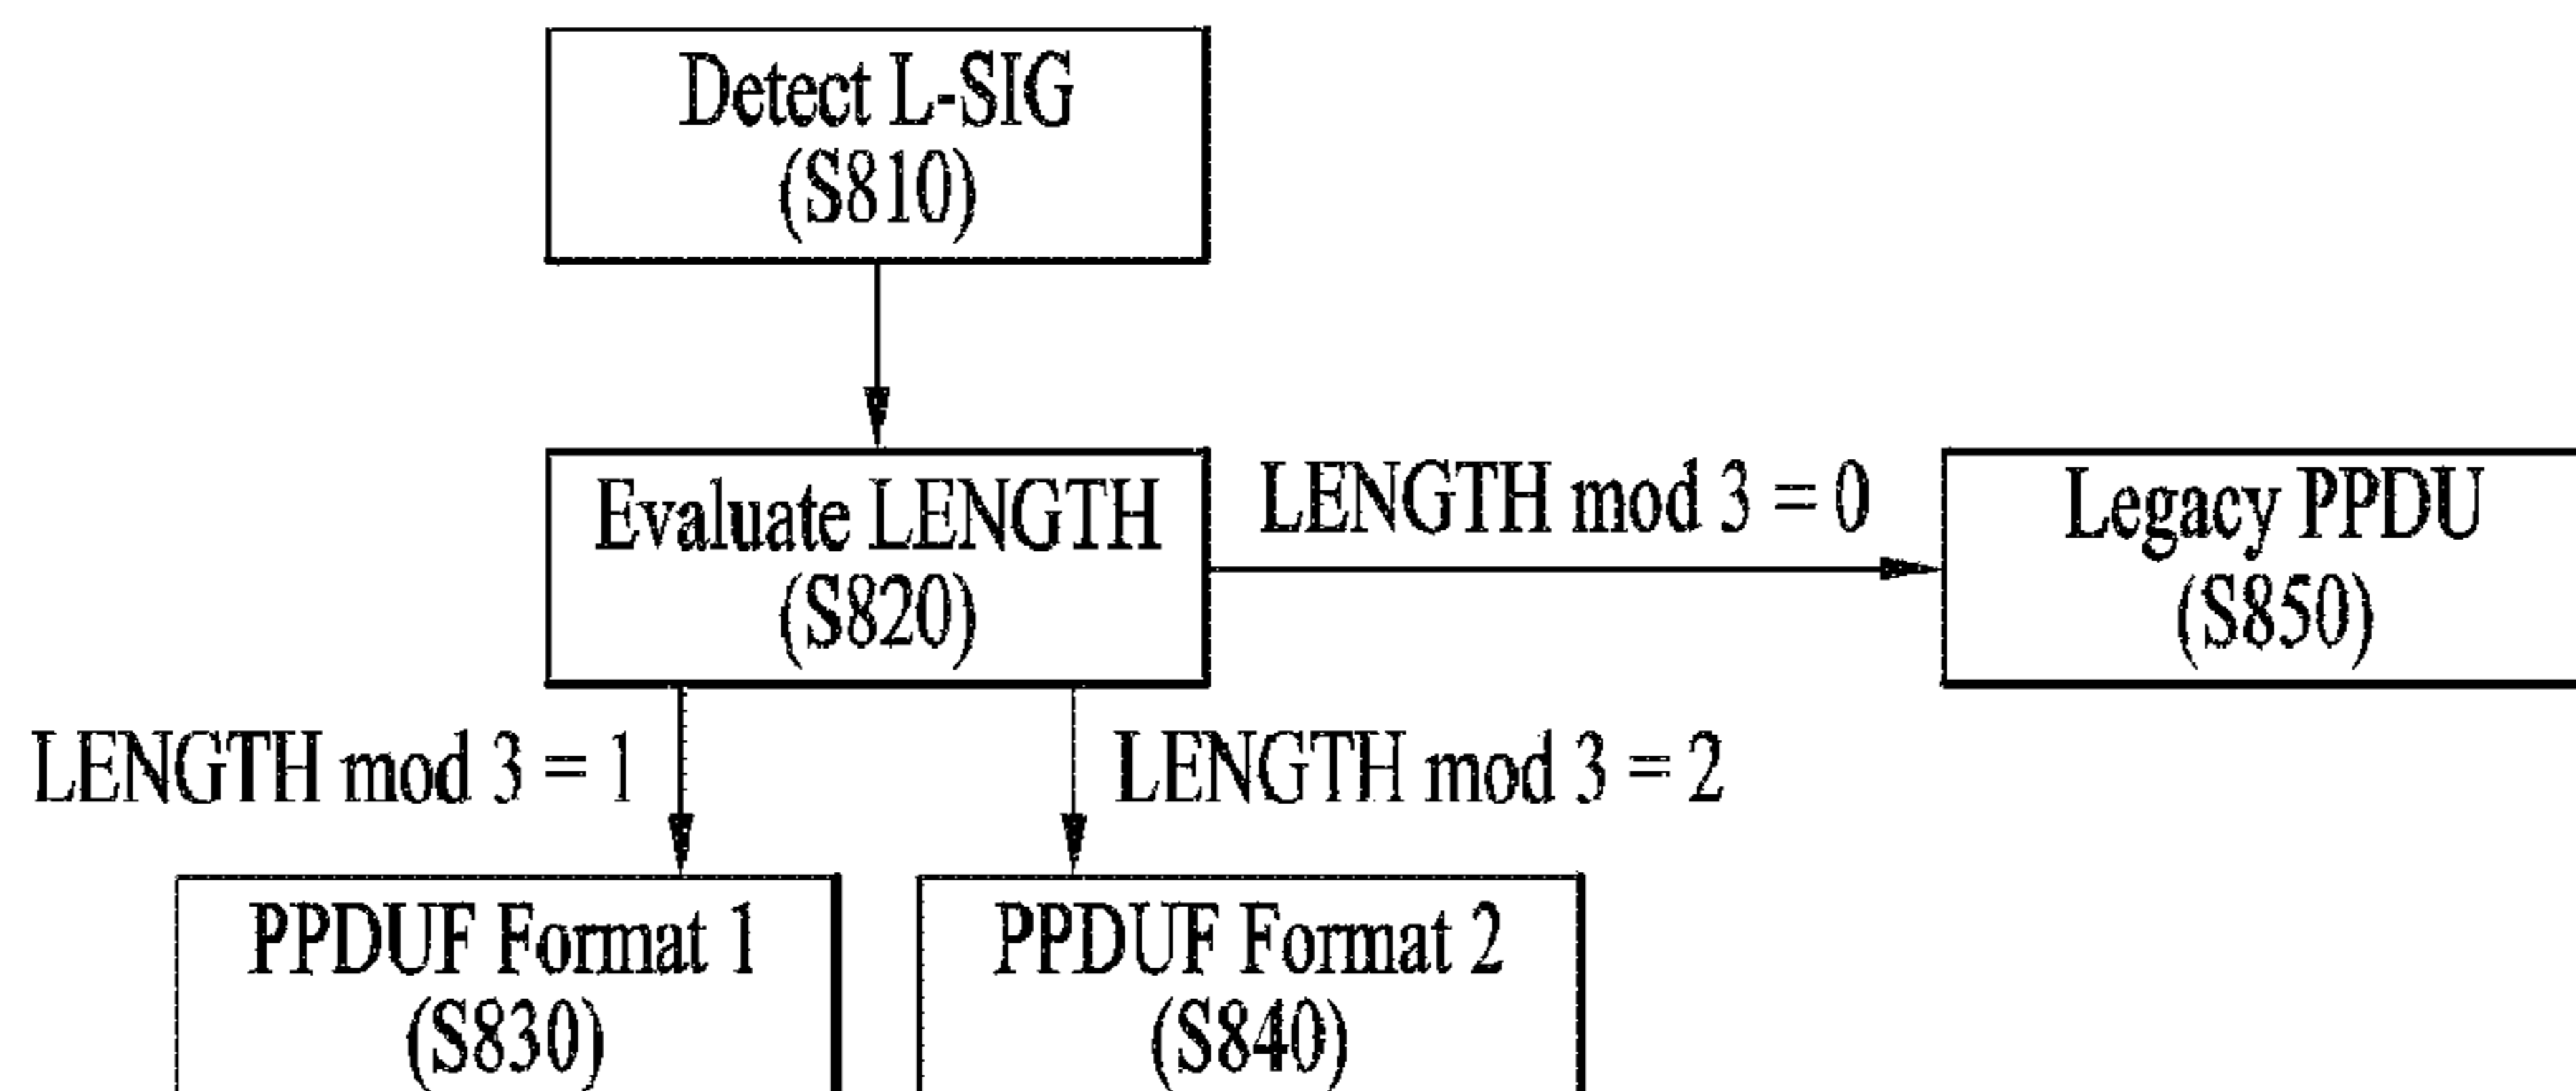 Detect L-SIG
(S810)
Evaluate LENGTH
(S820)
LENGTH mod 3 = 0
Legacy PPDU
(S850)
LENGTH mod 3 = 1
LENGTH mod 3 = 2
PPDUF Format 1
(S830)
PPDUF Format 2
(S840)